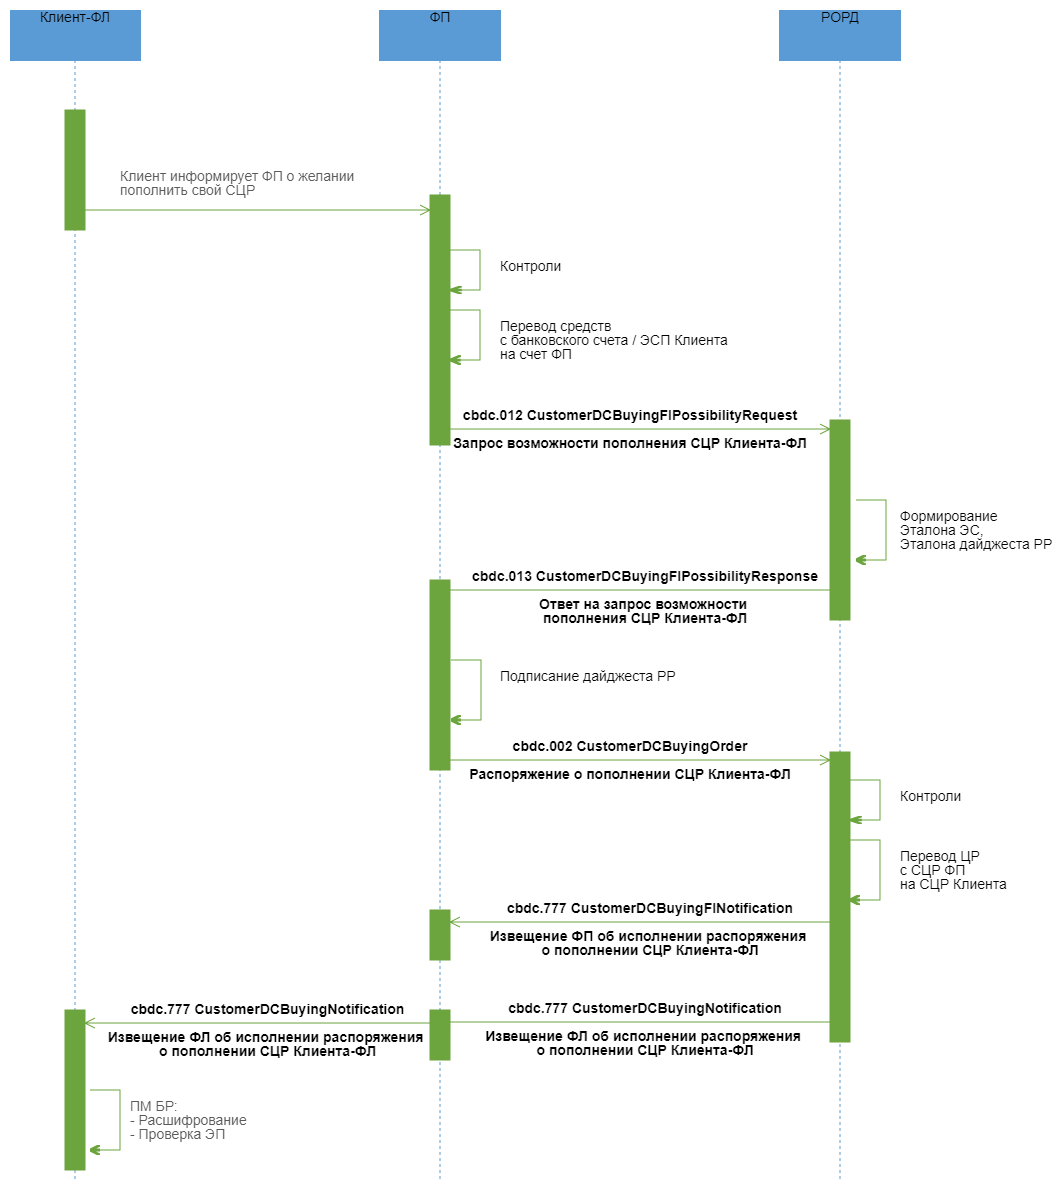 Клиент-ФЛ
ФП
РОРД
Клиент информирует ФП о желании
пополнить свой СЦР
Контроли
Перевод средств
с банковского счета / ЭСП Клиента
на счет ФП
cbdc.012 CustomerDCBuyingFIPossibilityRequest
Запрос возможности пополнения СЦР Клиента-ФЛ
Формирование
Эталона ЭС,
Эталона дайджеста РР
cbdc.013 CustomerDCBuyingFIPossibilityResponse
Ответ на запрос возможности
пополнения СЦР Клиента-ФЛ
Подписание дайджеста РР
cbdc.002 CustomerDCBuyingOrder
Распоряжение о пополнении СЦР Клиента-ФЛ
Контроли
Перевод ЦР
с СЦР ФП
на СЦР Клиента
cbdc.777 CustomerDCBuyingFINotification
Извещение ФП об исполнении распоряжения
о пополнении СЦР Клиента-ФЛ
cbdc.777 CustomerDCBuyingNotification
Извещение ФЛ об исполнении распоряжения
о пополнении СЦР Клиента-ФЛ
cbdc.777 CustomerDCBuyingNotification
Извещение ФЛ об исполнении распоряжения
о пополнении СЦР Клиента-ФЛ
ПМ БР:
- Расшифрование
- Проверка ЭП